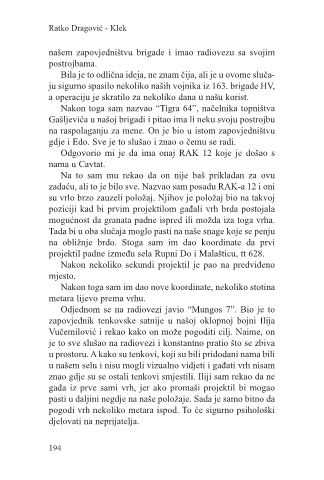 Ratko Dragović - Klek
našem zapovjedništvu brigade i imao radiovezu sa svojim
postrojbama.
Bila je to odlična ideja, ne znam čija, ali je u ovome sluča-
ju sigurno spasilo nekoliko naših vojnika iz 163. brigade HV,
a operaciju je skratilo za nekoliko dana u našu korist.
Nakon toga sam nazvao “Tigra 64”, načelnika topništva
Gašljevića u našoj brigadi i pitao ima li neku svoju postrojbu
na raspolaganju za mene. On je bio u istom zapovjedništvu
gdje i Edo. Sve je to slušao i znao o čemu se radi.
Odgovorio mi je da ima onaj RAK 12 koje je došao s
nama u Cavtat.
Na to sam mu rekao da on nije baš prikladan za ovu
zadaću, ali to je bilo sve. Nazvao sam posadu RAK-a 12 i oni
su vrlo brzo zauzeli položaj. Njihov je položaj bio na takvoj
poziciji kad bi prvim projektilom gađali vrh brda postojala
mogućnost da granata padne ispred ili možda iza toga vrha.
Tada bi u oba slučaja moglo pasti na naše snage koje se penju
na obližnje brdo. Stoga sam im dao koordinate da prvi
projektil padne između sela Rupni Do i Malašticu, tt 628.
Nakon nekoliko sekundi projektil je pao na predviđeno
mjesto.
Nakon toga sam im dao nove koordinate, nekoliko stotina
metara lijevo prema vrhu.
Odjednom se na radiovezi javio “Mungos 7”. Bio je to
zapovjednik tenkovske satnije u našoj oklopnoj bojni Ilija
Vučemilović i rekao kako on može pogoditi cilj. Naime, on
je to sve slušao na radiovezi i konstantno pratio što se zbiva
u prostoru. A kako su tenkovi, koji su bili pridodani nama bili
u našem selu i nisu mogli vizualno vidjeti i gađati vrh nisam
znao gdje su se ostali tenkovi smjestili. Iliji sam rekao da ne
gađa iz prve sami vrh, jer ako promaši projektil bi mogao
pasti u daljini negdje na naše položaje. Sada je samo bitno da
pogodi vrh nekoliko metara ispod. To će sigurno psihološki
djelovati na neprijatelja.
194